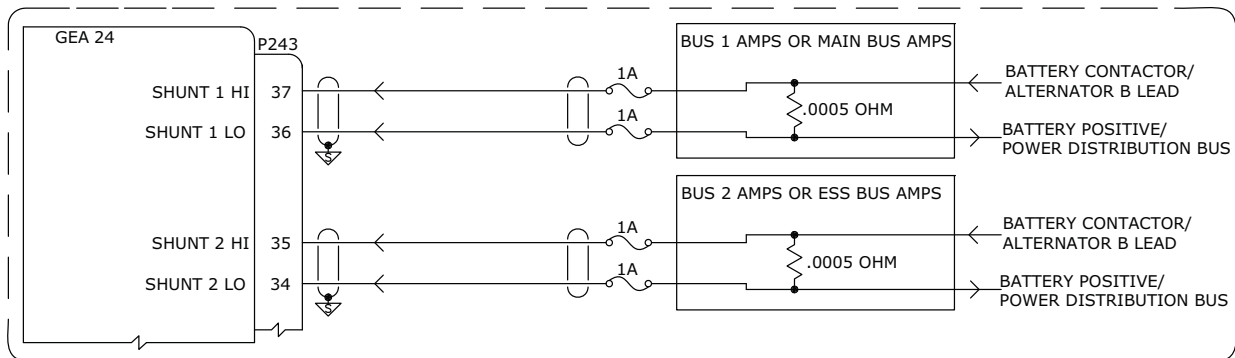 GEA 24
P243
BUS 1 AMPS OR MAIN BUS AMPS
SHUNT 1 HI 37
1A
BATTERY CONTACTOR/
ALTERNATOR B LEAD
.0005 OHM
SHUNT 1 LO 36
1A
BATTERY POSITIVE/
POWER DISTRIBUTION BUS
S
BUS 2 AMPS OR ESS BUS AMPS
SHUNT 2 HI 35
1A
BATTERY CONTACTOR/
ALTERNATOR B LEAD
.0005 OHM
SHUNT 2 LO 34
1A
BATTERY POSITIVE/
POWER DISTRIBUTION BUS
S